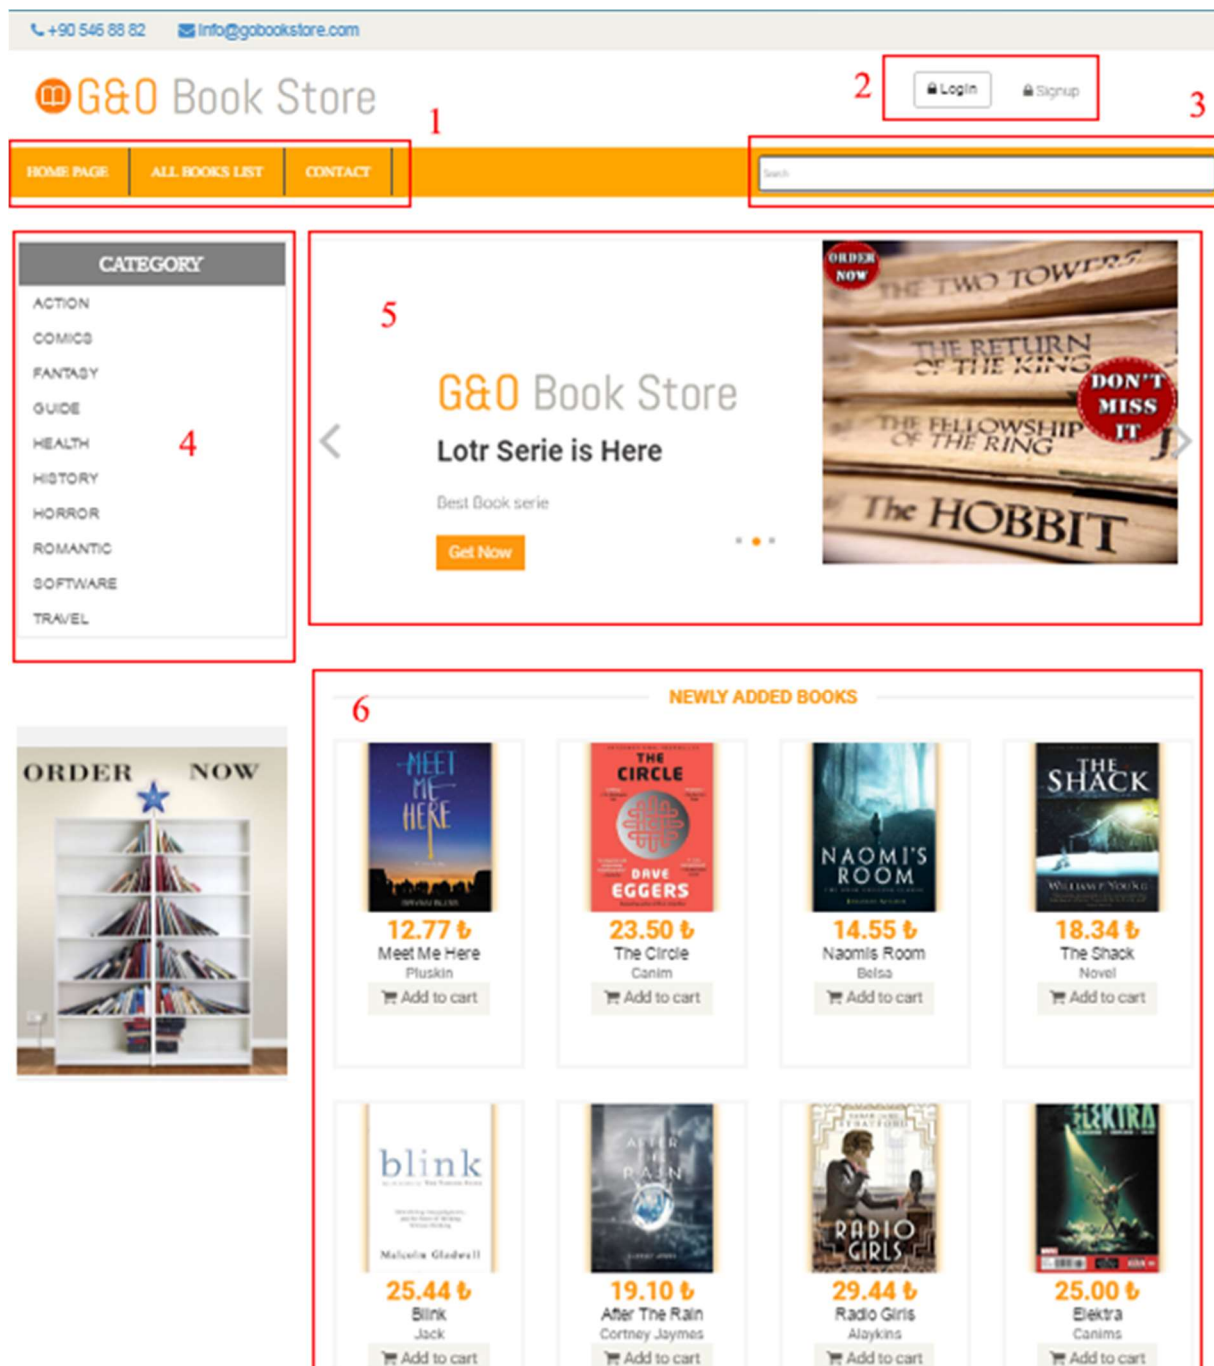 +90 546 88 82 info@gobookstore.com
G&O Book Store
2
Login Signup
3
1
HOME PAGE ALL BOOKS LIST CONTACT
Search
CATEGORY
ACTION
COMICS
FANTASY
GUIDE
HEALTH
HISTORY
HORROR
ROMANTIC
SOFTWARE
TRAVEL
4
5
G&O Book Store
Lotr Serie is Here
Best Book serie
Get Now
ORDER
NOW
THE TWO TOWERS
THE RETURN
OF THE KING
DON'T
MISS
IT
THE FELLOWSHIP
OF THE RING
The HOBBIT
ORDER NOW
6
NEWLY ADDED BOOKS
MEET
ME
HERE
12.77 ₺
Meet Me Here
Pluskin
Add to cart
THE
CIRCLE
DAVE
EGGERS
23.50 ₺
The Circle
Canim
Add to cart
NAOMI'S
ROOM
14.55 ₺
Naomis Room
Belsa
Add to cart
THE
SHACK
WILLIAM P. YOUNG
18.34 ₺
The Shack
Novel
Add to cart
blink
Malcolm Gladwell
25.44 ₺
Blink
Jack
Add to cart
AFTER
THE
RAIN
19.10 ₺
After The Rain
Cortney Jaymes
Add to cart
STRATFORD
RADIO
GIRLS
29.44 ₺
Radio Girls
Alaykins
Add to cart
ELEKTRA
25.00 ₺
Elektra
Canims
Add to cart